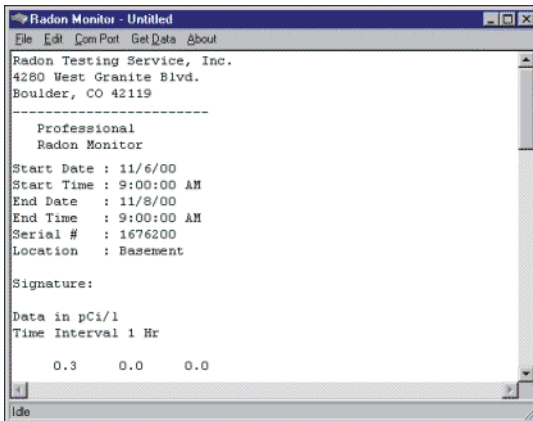 Radon Monitor - Untitled
File Edit Com Port Get Data About
Radon Testing Service, Inc.
4280 West Granite Blvd.
Boulder, CO 42119
------------------------
Professional
Radon Monitor
Start Date : 11/6/00
Start Time : 9:00:00 AM
End Date : 11/8/00
End Time : 9:00:00 AM
Serial # : 1676200
Location : Basement
Signature:
Data in pCi/l
Time Interval 1 Hr
0.3 0.0 0.0
Idle